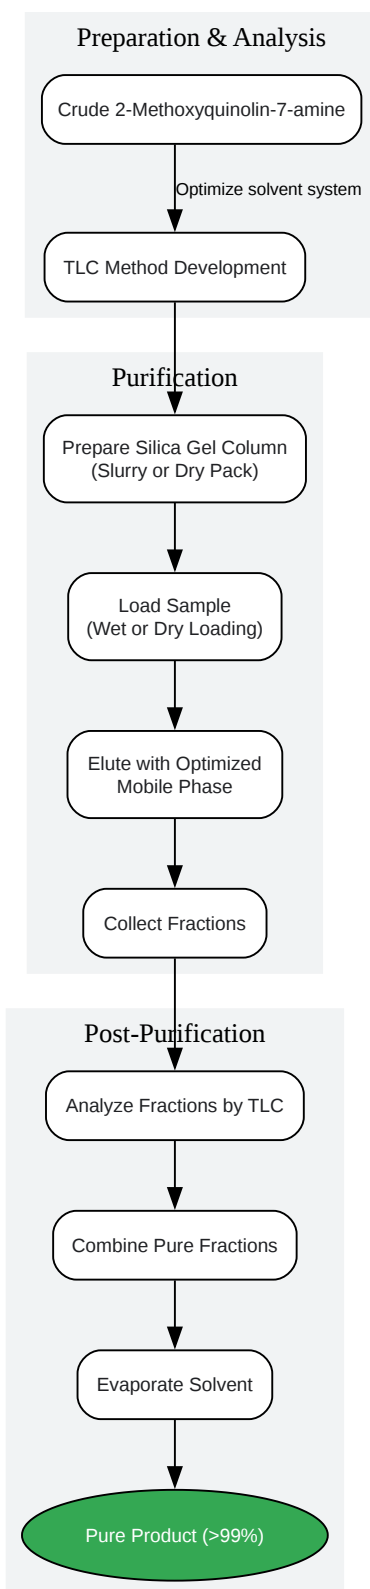 Preparation & Analysis
Crude 2-Methoxyquinolin-7-amine
Optimize solvent system
TLC Method Development
Purification
Prepare Silica Gel Column
(Slurry or Dry Pack)
Load Sample
(Wet or Dry Loading)
Elute with Optimized
Mobile Phase
Collect Fractions
Post-Purification
Analyze Fractions by TLC
Combine Pure Fractions
Evaporate Solvent
Pure Product (>99%)